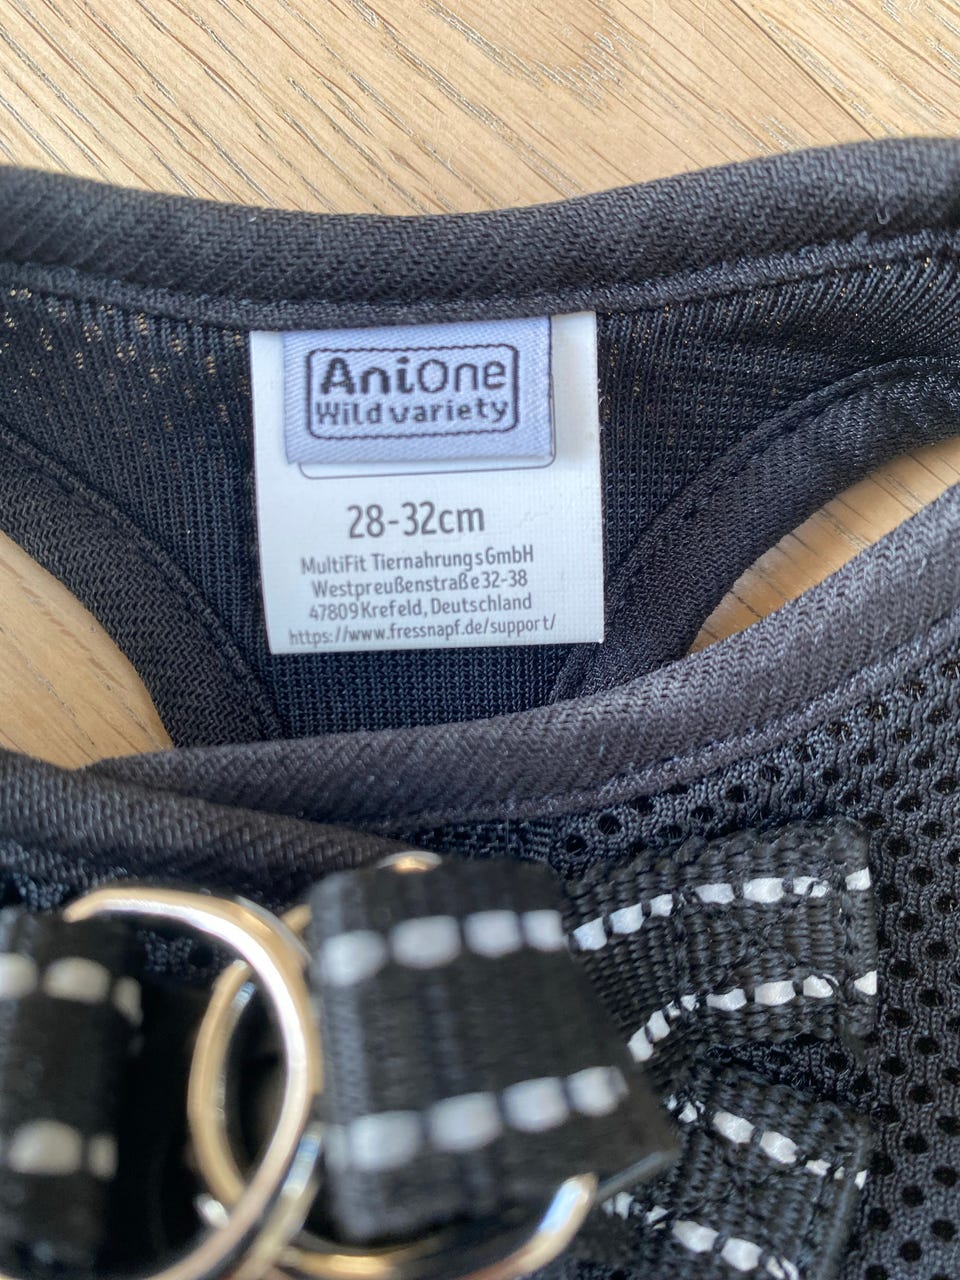 AniOne
Wild variety
28-32cm
MultiFit Tiernahrungs GmbH
Westpreußenstraße 32-38
47809 Krefeld, Deutschland
https://www.fressnapf.de/support/